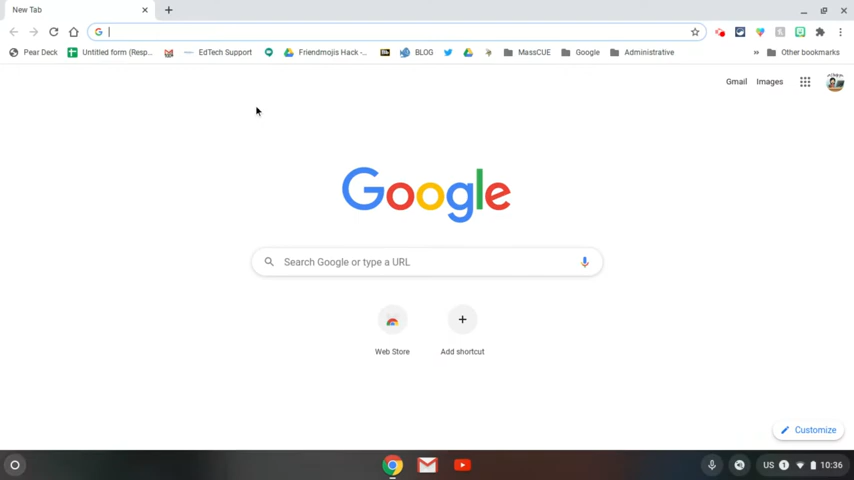 New Tab
Pear Deck
Untitled form (Resp...
EdTech Support
Friendmojis Hack -...
BLOG
MassCUE
Google
Administrative
»
Other bookmarks
Gmail
Images
Google
Search Google or type a URL
Web Store
Add shortcut
Customize
US 1 10:36